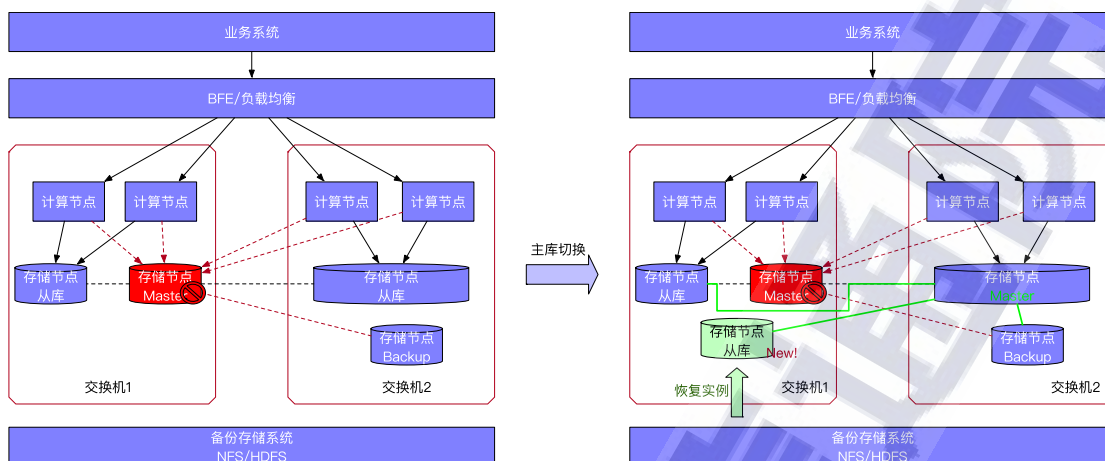 业务系统
BFE/负载均衡
计算节点
计算节点
计算节点
计算节点
存储节点
从库
存储节点
Master
存储节点
从库
存储节点
Backup
交换机1
交换机2
备份存储系统
NFS/HDFS
主库切换
业务系统
BFE/负载均衡
计算节点
计算节点
计算节点
计算节点
存储节点
从库
存储节点
Master
存储节点
Master
存储节点
从库
New!
存储节点
Backup
恢复实例
交换机1
交换机2
备份存储系统
NFS/HDFS